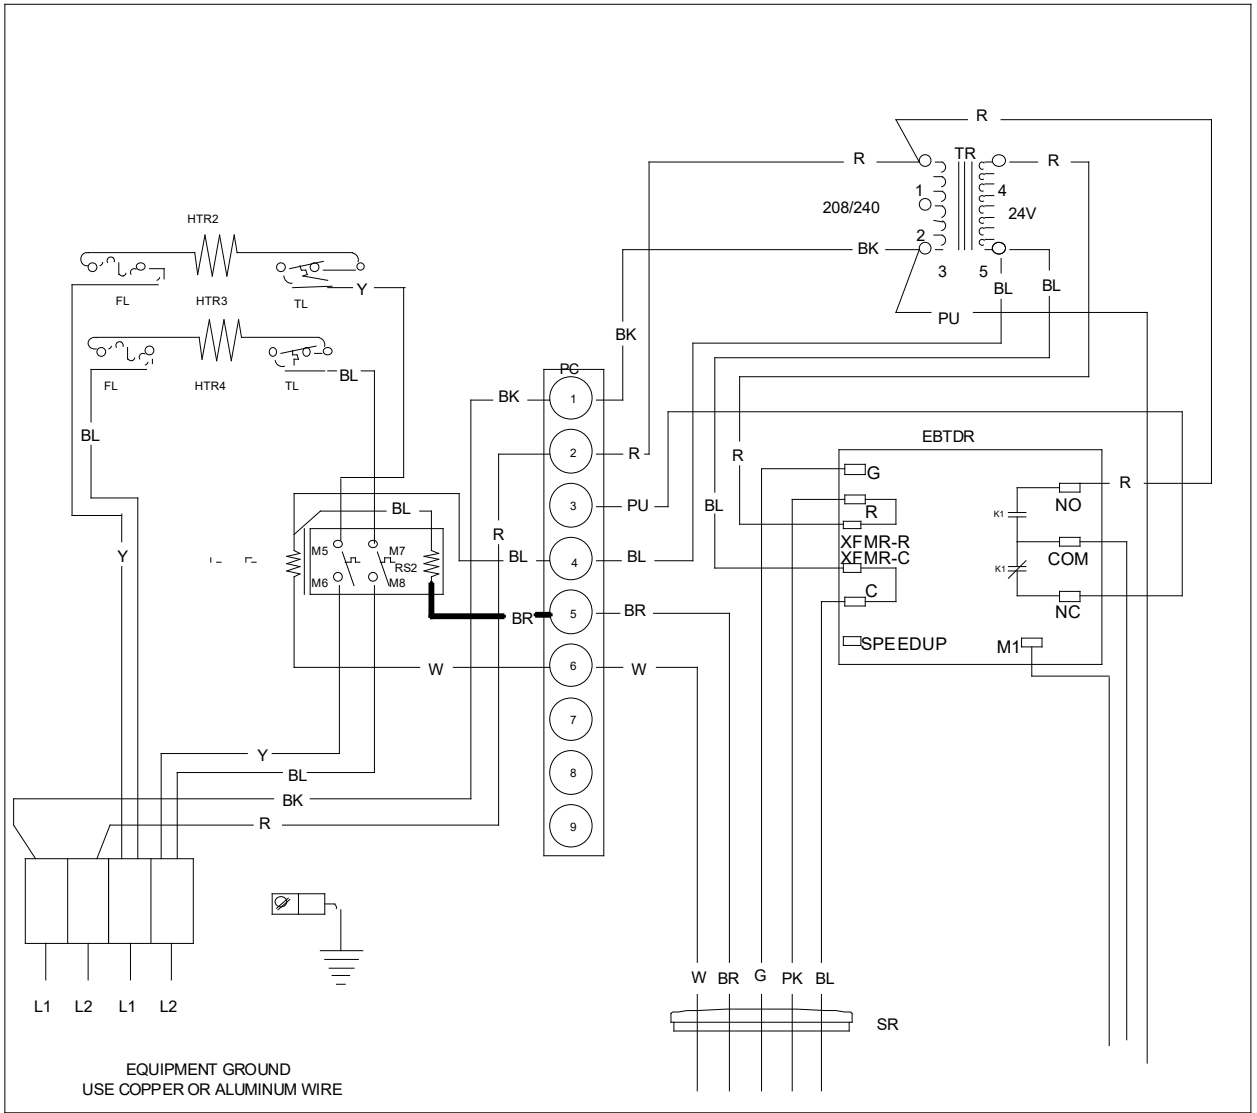 R
R
TR
R
1
4
208/240
24V
2
BK
3
5
BL
BL
PU
HTR2
FL
HTR3
TL
Y
BK
FL
HTR4
TL
BL
BL
PC
BK
1
2
R
3
PU
4
BL
5
BR
6
W
7
8
9
R
BL
EBTDR
G
R
XFMR-R
XFMR-C
C
SPEEDUP
M1
K1
NO
R
COM
K1
NC
BL
M5
M7
RS2
M6
M8
R
BL
BR
W
Y
Y
BL
BK
R
L1
L2
L1
L2
W
BR
G
PK
BL
SR
EQUIPMENT GROUND
USE COPPER OR ALUMINUM WIRE